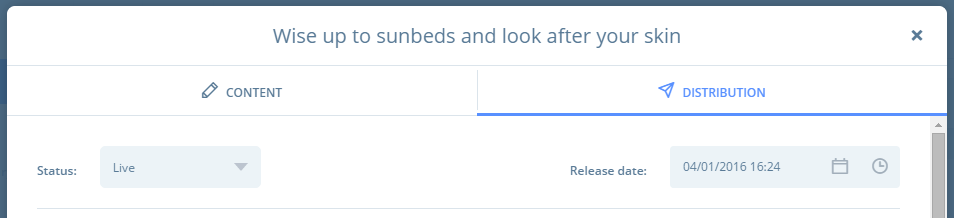 Wise up to sunbeds and look after your skin
CONTENT
DISTRIBUTION
Status:
Live
Release date:
04/01/2016 16:24